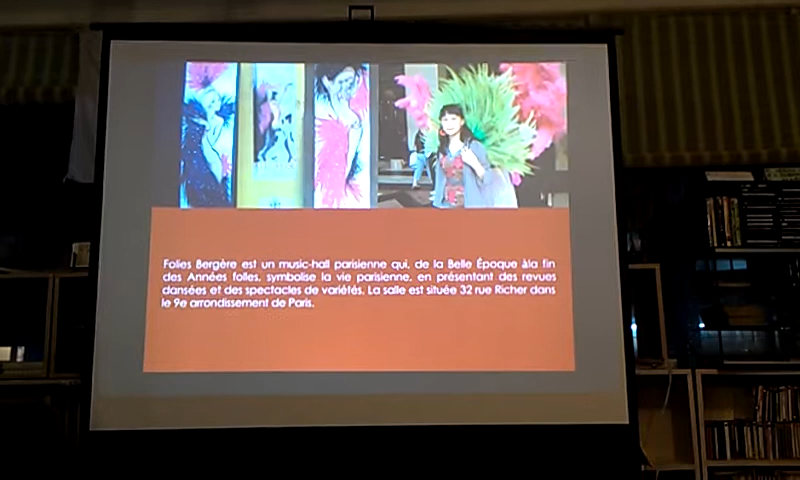 Folies Bergère est un music-hall parisienne qui, de la Belle Époque àla fin
des Années folles, symbolise la vie parisienne, en présentant des revues
dansées et des spectacles de variétés. La salle est située 32 rue Richer dans
le 9e arrondissement de Paris.